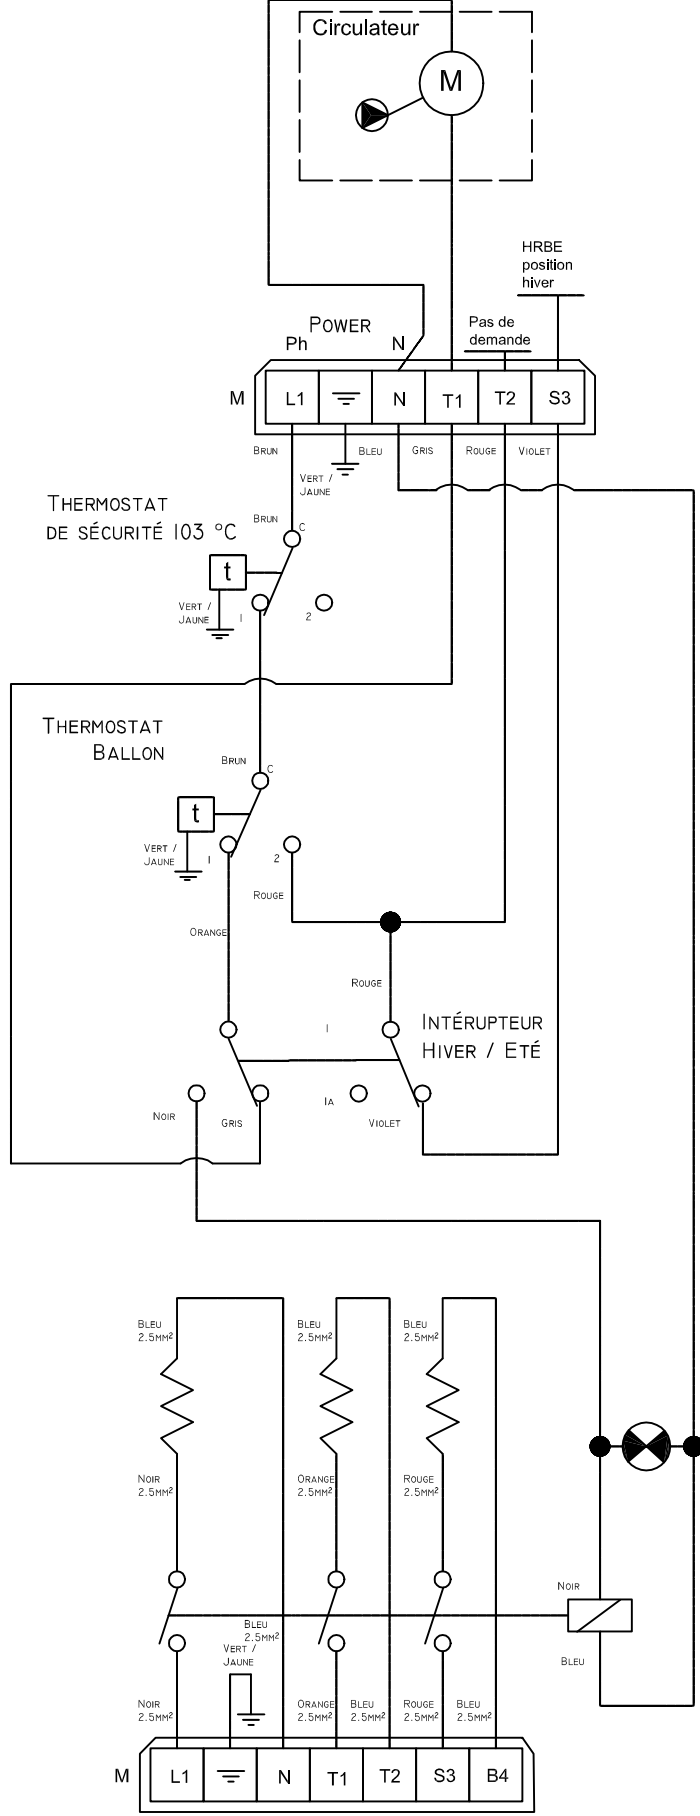 Circulateur
M
HRBE
position
hiver
Pas de
demande
POWER
Ph
N
M
L1
N
T1
T2
S3
BRUN
BLEU
GRIS
ROUGE
VIOLET
VERT /
JAUNE
THERMOSTAT
DE SÉCURITÉ 103 °C
BRUN
C
t
VERT /
JAUNE
1
2
THERMOSTAT
BALLON
BRUN
C
t
VERT /
JAUNE
1
2
ROUGE
ORANGE
ROUGE
1
INTÉRUPTEUR
HIVER / ETÉ
1A
NOIR
GRIS
VIOLET
BLEU
2.5MM²
BLEU
2.5MM²
BLEU
2.5MM²
NOIR
2.5MM²
ORANGE
2.5MM²
ROUGE
2.5MM²
NOIR
BLEU
2.5MM²
VERT /
JAUNE
BLEU
NOIR
2.5MM²
ORANGE
2.5MM²
BLEU
2.5MM²
ROUGE
2.5MM²
BLEU
2.5MM²
M
L1
N
T1
T2
S3
B4